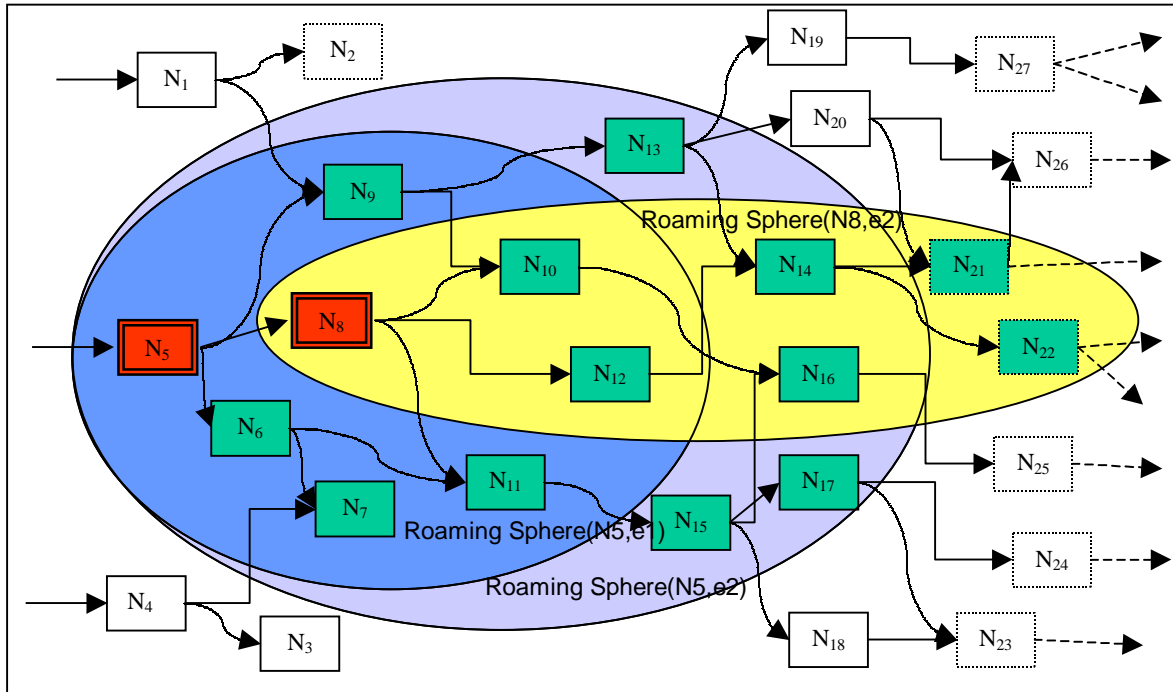 N19
N2
N27
N1
N20
N13
N26
N9
Roaming Sphere(N8,e2)
N10
N14
N21
N8
N5
N22
N12
N16
N6
N25
N11
N17
N7
N15
Roaming Sphere(N5,e1)
N24
Roaming Sphere(N5,e2)
N4
N3
N18
N23